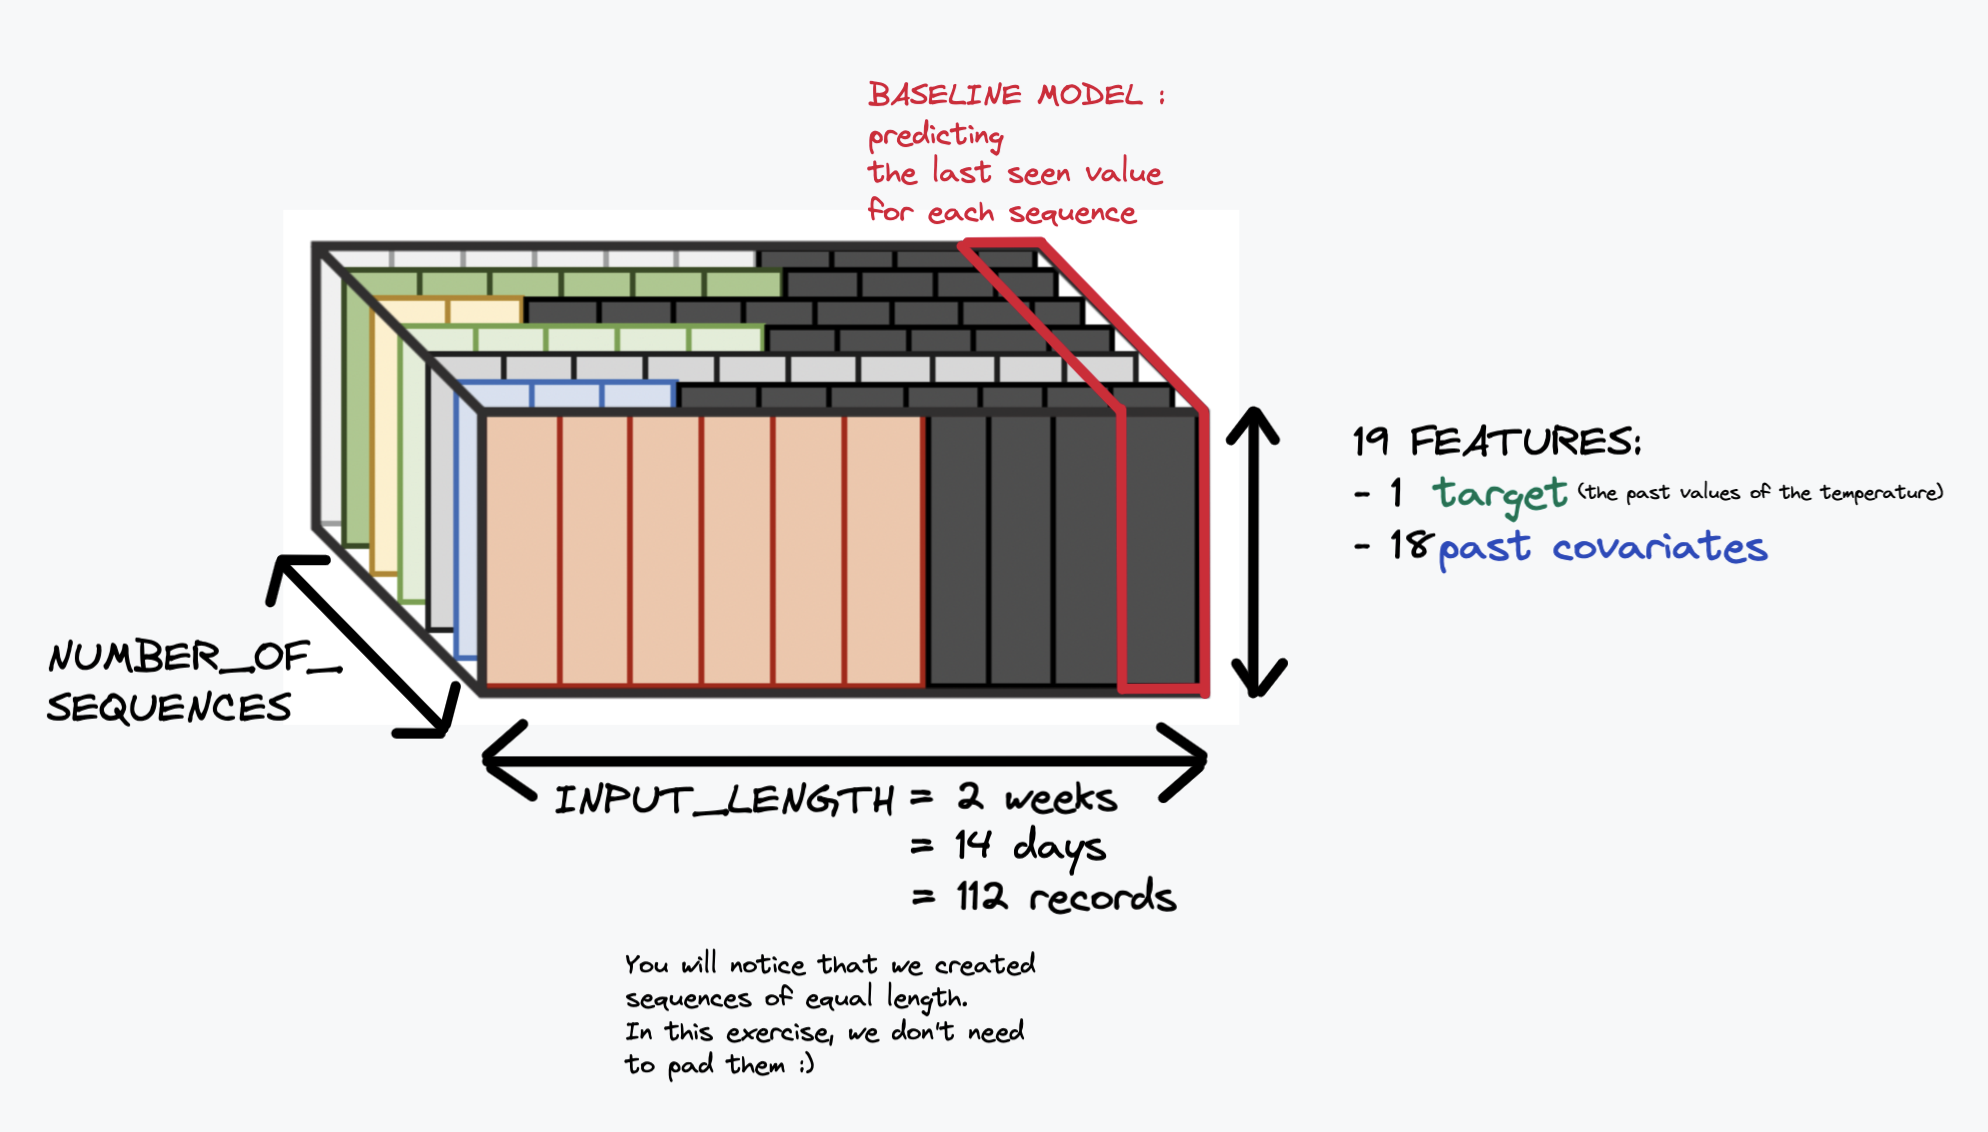 BASELINE MODEL :
predicting
the last seen value
for each sequence
19 FEATURES:
- 1 target (the past values of the temperature)
- 18 past covariates
NUMBER_OF_
SEQUENCES
INPUT_LENGTH = 2 weeks
= 14 days
= 112 records
You will notice that we created
sequences of equal length.
In this exercise, we don't need
to pad them :)